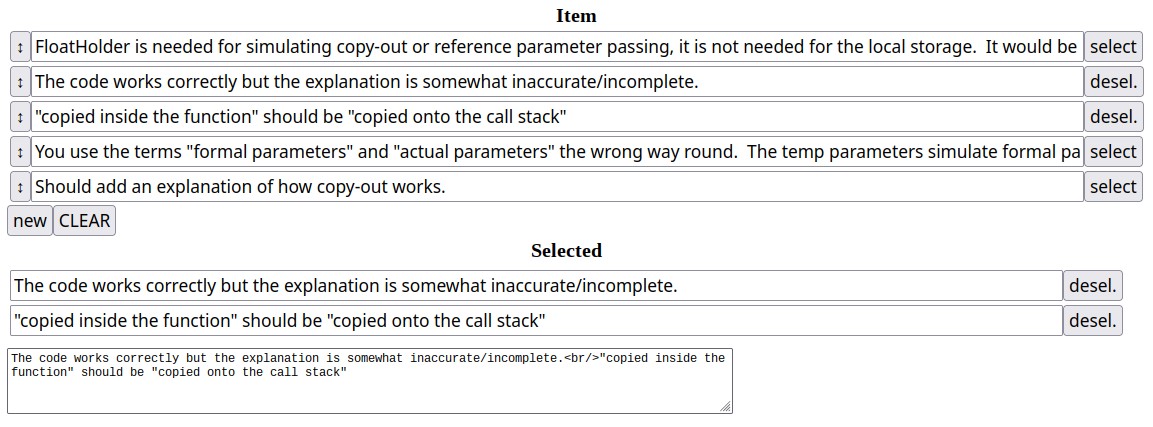 Item
↕ FloatHolder is needed for simulating copy-out or reference parameter passing, it is not needed for the local storage.  It would be select
↕ The code works correctly but the explanation is somewhat inaccurate/incomplete. desel.
↕ "copied inside the function" should be "copied onto the call stack" desel.
↕ You use the terms "formal parameters" and "actual parameters" the wrong way round.  The temp parameters simulate formal pa select
↕ Should add an explanation of how copy-out works. select
new CLEAR
Selected
The code works correctly but the explanation is somewhat inaccurate/incomplete. desel.
"copied inside the function" should be "copied onto the call stack" desel.
The code works correctly but the explanation is somewhat inaccurate/incomplete.<br/>"copied inside the
function" should be "copied onto the call stack"